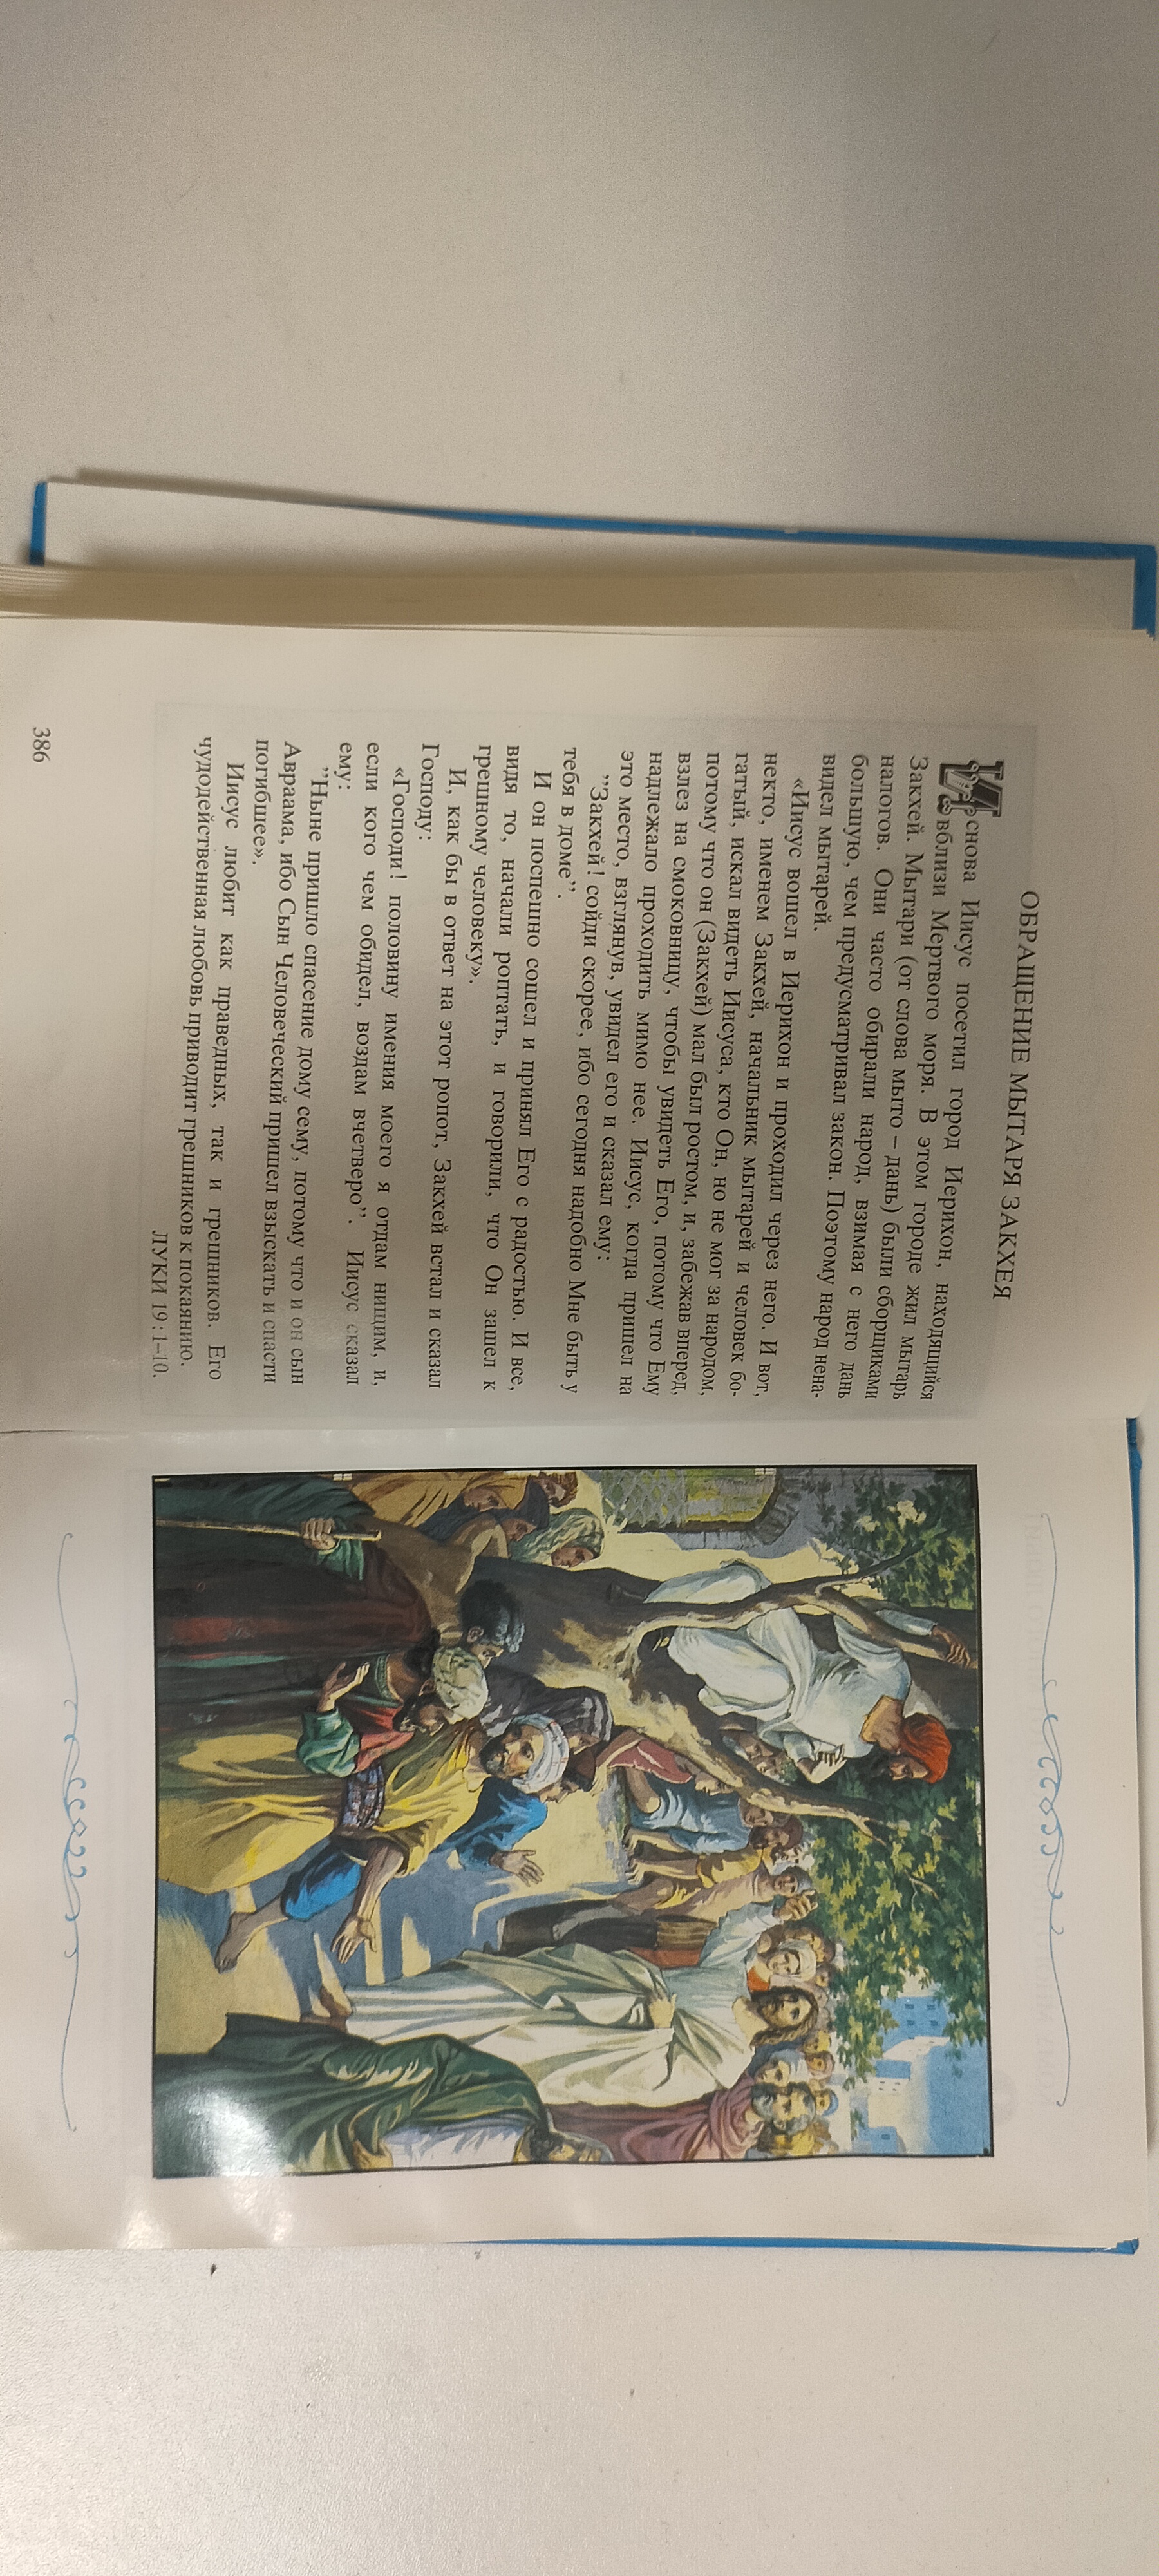 ОБРАЩЕНИЕ МЫТАРЯ ЗАКХЕЯ
И снова Иисус посетил город Иерихон, находящийся
вблизи Мертвого моря. В этом городе жил мытарь
Закхей. Мытари (от слова мыто – дань) были сборщиками
налогов. Они часто обирали народ, взимая с него дань
большую, чем предусматривал закон. Поэтому народ нена-
видел мытарей.
«Иисус вошел в Иерихон и проходил через него. И вот,
некто, именем Закхей, начальник мытарей и человек бо-
гатый, искал видеть Иисуса, кто Он, но не мог за народом,
потому что он (Закхей) мал был ростом, и, забежав вперед,
взлез на смоковницу, чтобы увидеть Его, потому что Ему
надлежало проходить мимо нее. Иисус, когда пришел на
это место, взглянув, увидел его и сказал ему:
”Закхей! сойди скорее, ибо сегодня надобно Мне быть у
тебя в доме”.
И он поспешно сошел и принял Его с радостью. И все,
видя то, начали роптать, и говорили, что Он зашел к
грешному человеку».
И, как бы в ответ на этот ропот, Закхей встал и сказал
Господу:
«Господи! половину имения моего я отдам нищим, и,
если кого чем обидел, воздам вчетверо”. Иисус сказал
ему:
”Ныне пришло спасение дому сему, потому что и он сын
Авраама, ибо Сын Человеческий пришел взыскать и спасти
погибшее».
Иисус любит как праведных, так и грешников. Его
чудодейственная любовь приводит грешников к покаянию.
ЛУКИ 19:1–10.
386